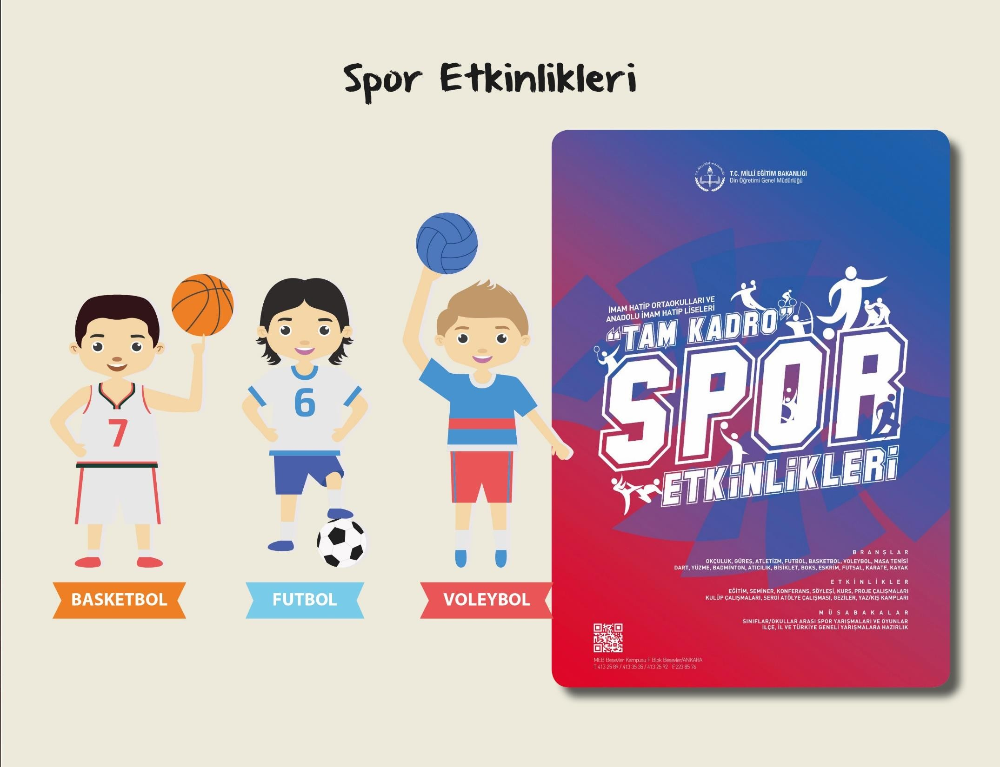 Spor Etkinlikleri
7
6
BASKETBOL
FUTBOL
VOLEYBOL
T.C. MİLLÎ EĞİTİM BAKANLIĞI
Din Öğretimi Genel Müdürlüğü
İMAM HATİP ORTAOKULLARI VE
ANADOLU İMAM HATİP LİSELERİ
“TAM KADRO”
SPOR
ETKİNLİKLERİ
BRANŞLAR
OKÇULUK, GÜREŞ, ATLETİZM, FUTBOL, BASKETBOL, VOLEYBOL, MASA TENİSİ
DART, YÜZME, BADMİNTON, ATICILIK, BİSİKLET, BOKS, ESKRİM, FUTSAL, KARATE, KAYAK
ETKİNLİKLER
EĞİTİM, SEMİNER, KONFERANS, SÖYLEŞİ, KURS, PROJE ÇALIŞMALARI
KULÜP ÇALIŞMALARI, SERGİ ATÖLYE ÇALIŞMASI, GEZİLER, YAZ/KIŞ KAMPLARI
MÜSABAKALAR
SINIFLAR/OKULLAR ARASI SPOR YARIŞMALARI VE OYUNLAR
İLÇE, İL VE TÜRKİYE GENELİ YARIŞMALARA HAZIRLIK
MEB Beşevler Kampusu F Blok Beşevler/ANKARA
T. 413 25 89 / 413 35 35 / 413 25 92 F 223 85 76